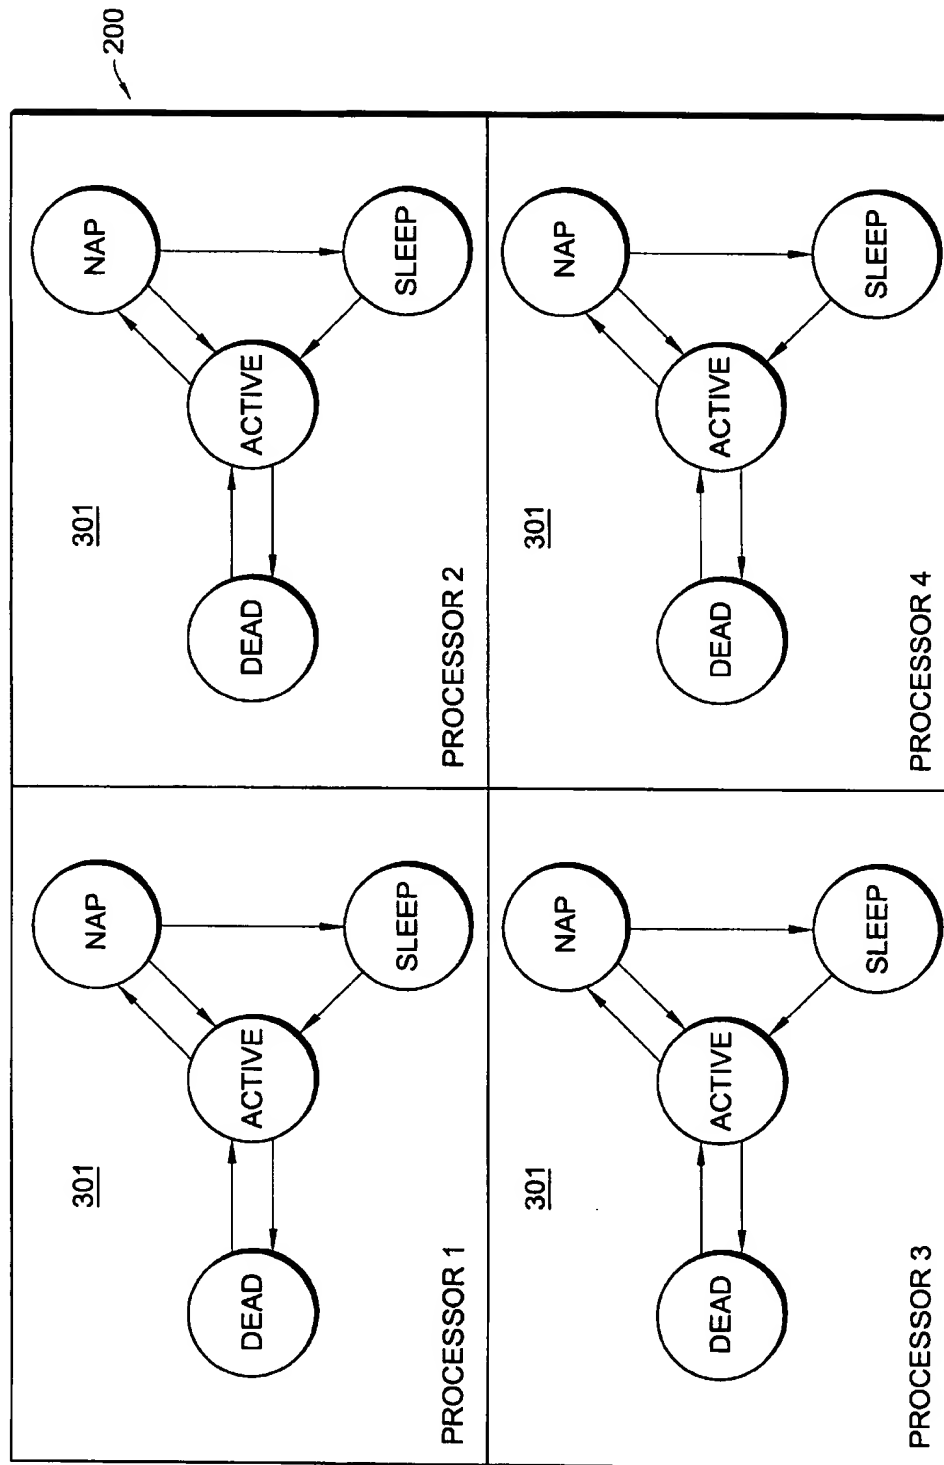 200
301
NAP
DEAD
ACTIVE
SLEEP
PROCESSOR 1
301
NAP
DEAD
ACTIVE
SLEEP
PROCESSOR 2
301
NAP
DEAD
ACTIVE
SLEEP
PROCESSOR 3
301
NAP
DEAD
ACTIVE
SLEEP
PROCESSOR 4